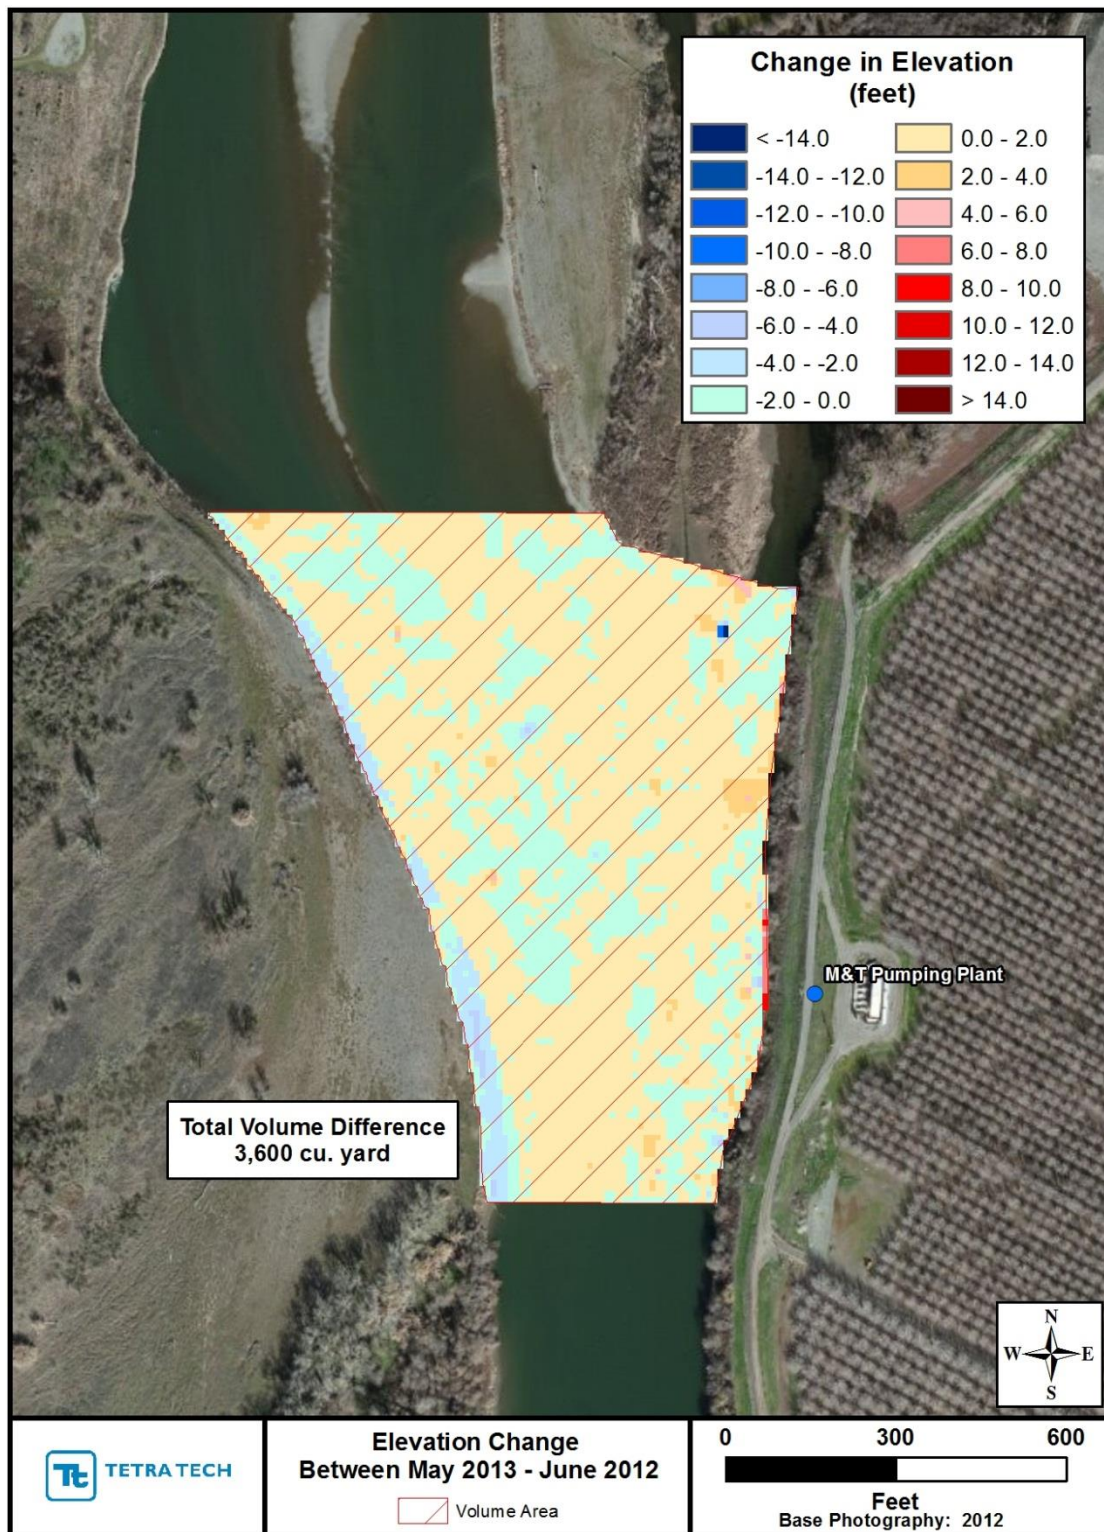 Change in Elevation
(feet)
< -14.0
-14.0 - -12.0
-12.0 - -10.0
-10.0 - -8.0
-8.0 - -6.0
-6.0 - -4.0
-4.0 - -2.0
-2.0 - 0.0
0.0 - 2.0
2.0 - 4.0
4.0 - 6.0
6.0 - 8.0
8.0 - 10.0
10.0 - 12.0
12.0 - 14.0
> 14.0
M&T Pumping Plant
Total Volume Difference
3,600 cu. yard
N
W E
S
Tt TETRA TECH
Elevation Change
Between May 2013 - June 2012
Volume Area
0 300 600
Feet
Base Photography: 2012